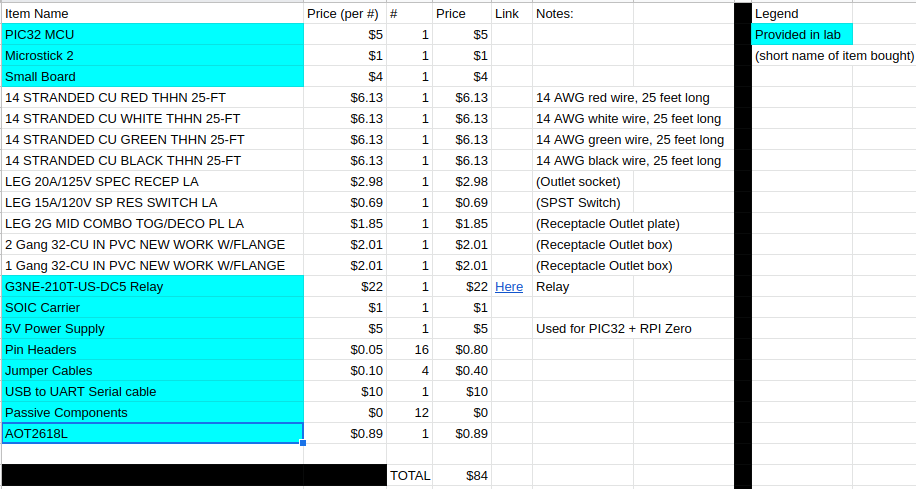 Item Name Price (per #) # Price Link Notes: Legend
PIC32 MCU $5 1 $5 Provided in lab
Microstick 2 $1 1 $1 (short name of item bought)
Small Board $4 1 $4
14 STRANDED CU RED THHN 25-FT $6.13 1 $6.13 14 AWG red wire, 25 feet long
14 STRANDED CU WHITE THHN 25-FT $6.13 1 $6.13 14 AWG white wire, 25 feet long
14 STRANDED CU GREEN THHN 25-FT $6.13 1 $6.13 14 AWG green wire, 25 feet long
14 STRANDED CU BLACK THHN 25-FT $6.13 1 $6.13 14 AWG black wire, 25 feet long
LEG 20A/125V SPEC RECEP LA $2.98 1 $2.98 (Outlet socket)
LEG 15A/120V SP RES SWITCH LA $0.69 1 $0.69 (SPST Switch)
LEG 2G MID COMBO TOG/DECO PL LA $1.85 1 $1.85 (Receptacle Outlet plate)
2 Gang 32-CU IN PVC NEW WORK W/FLANGE $2.01 1 $2.01 (Receptacle Outlet box)
1 Gang 32-CU IN PVC NEW WORK W/FLANGE $2.01 1 $2.01 (Receptacle Outlet box)
G3NE-210T-US-DC5 Relay $22 1 $22 Here Relay
SOIC Carrier $1 1 $1
5V Power Supply $5 1 $5 Used for PIC32 + RPI Zero
Pin Headers $0.05 16 $0.80
Jumper Cables $0.10 4 $0.40
USB to UART Serial cable $10 1 $10
Passive Components $0 12 $0
AOT2618L $0.89 1 $0.89
TOTAL $84